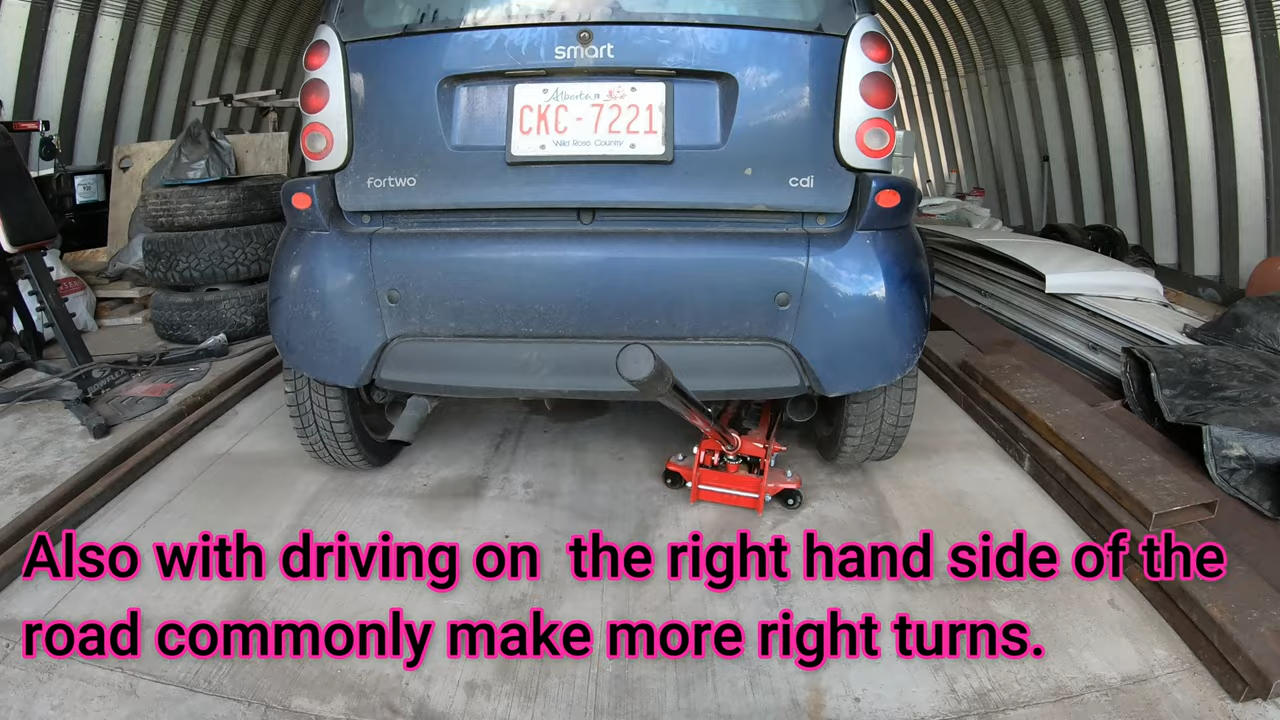 smart
Alberta
CKC-7221
Wild Rose Country
fortwo
cdi
Also with driving on  the right hand side of the
road commonly make more right turns.